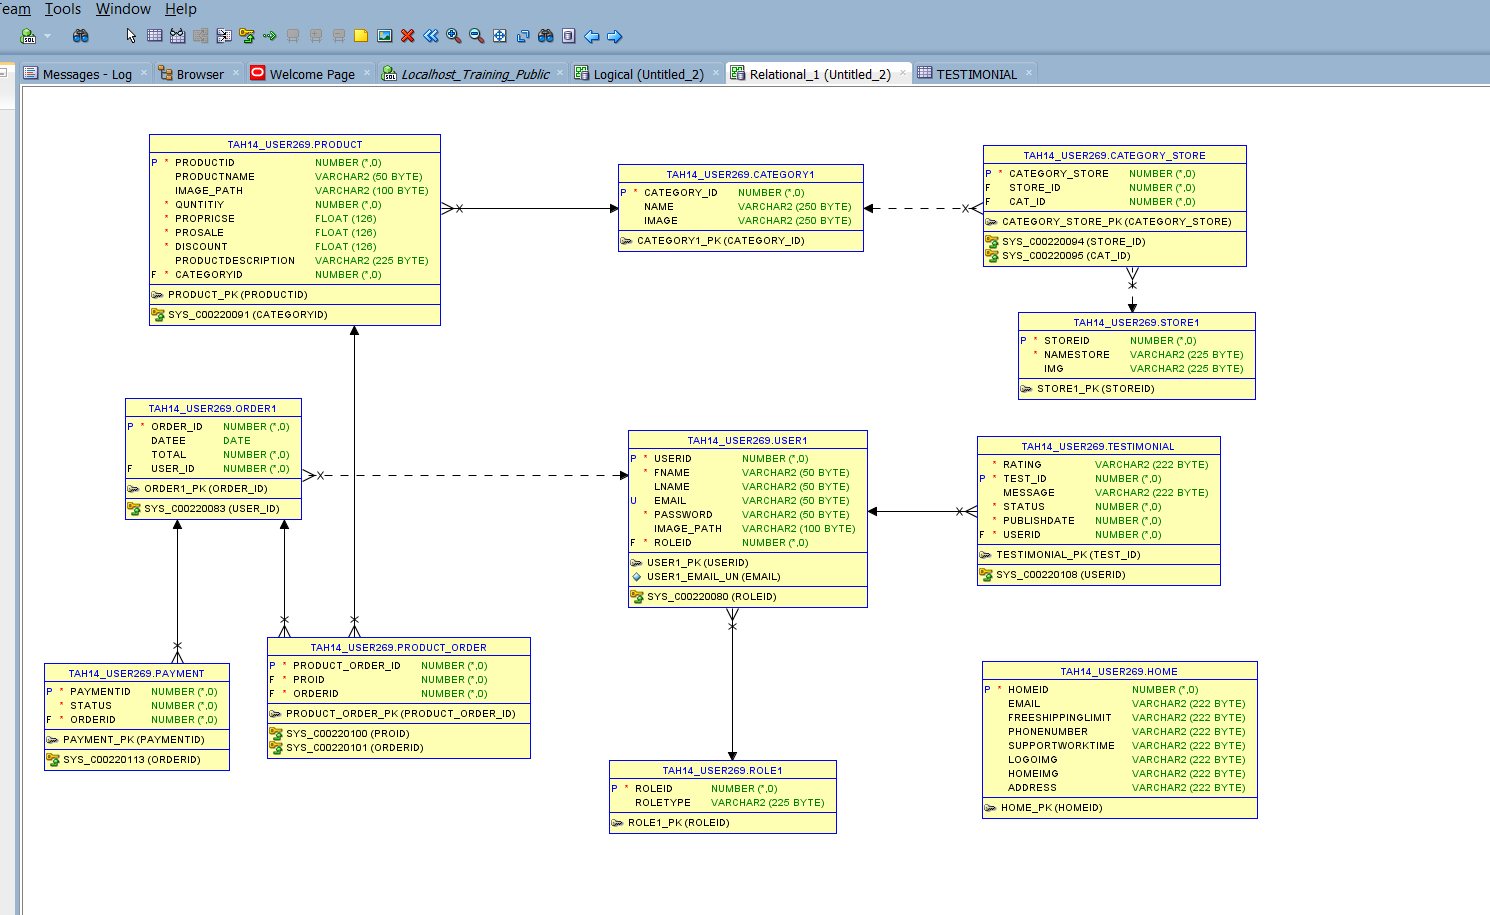 Team Tools Window Help
Messages - Log Browser Welcome Page Localhost_Training_Public Logical (Untitled_2) Relational_1 (Untitled_2) TESTIMONIAL
TAH14_USER269.PRODUCT
P * PRODUCTID NUMBER (*,0)
PRODUCTNAME VARCHAR2 (50 BYTE)
IMAGE_PATH VARCHAR2 (100 BYTE)
* QUNTITIY NUMBER (*,0)
* PROPRICSE FLOAT (126)
* PROSALE FLOAT (126)
* DISCOUNT FLOAT (126)
PRODUCTDESCRIPTION VARCHAR2 (225 BYTE)
F * CATEGORYID NUMBER (*,0)
PRODUCT_PK (PRODUCTID)
SYS_C00220091 (CATEGORYID)
TAH14_USER269.CATEGORY1
P * CATEGORY_ID NUMBER (*,0)
NAME VARCHAR2 (250 BYTE)
IMAGE VARCHAR2 (250 BYTE)
CATEGORY1_PK (CATEGORY_ID)
TAH14_USER269.CATEGORY_STORE
P * CATEGORY_STORE NUMBER (*,0)
F STORE_ID NUMBER (*,0)
F CAT_ID NUMBER (*,0)
CATEGORY_STORE_PK (CATEGORY_STORE)
SYS_C00220094 (STORE_ID)
SYS_C00220095 (CAT_ID)
TAH14_USER269.STORE1
P * STOREID NUMBER (*,0)
* NAMESTORE VARCHAR2 (225 BYTE)
IMG VARCHAR2 (225 BYTE)
STORE1_PK (STOREID)
TAH14_USER269.ORDER1
P * ORDER_ID NUMBER (*,0)
DATEE DATE
TOTAL NUMBER (*,0)
F USER_ID NUMBER (*,0)
ORDER1_PK (ORDER_ID)
SYS_C00220083 (USER_ID)
TAH14_USER269.USER1
P * USERID NUMBER (*,0)
* FNAME VARCHAR2 (50 BYTE)
LNAME VARCHAR2 (50 BYTE)
U EMAIL VARCHAR2 (50 BYTE)
* PASSWORD VARCHAR2 (50 BYTE)
IMAGE_PATH VARCHAR2 (100 BYTE)
F * ROLEID NUMBER (*,0)
USER1_PK (USERID)
USER1_EMAIL_UN (EMAIL)
SYS_C00220080 (ROLEID)
TAH14_USER269.TESTIMONIAL
* RATING VARCHAR2 (222 BYTE)
P * TEST_ID NUMBER (*,0)
MESSAGE VARCHAR2 (222 BYTE)
* STATUS NUMBER (*,0)
* PUBLISHDATE NUMBER (*,0)
F * USERID NUMBER (*,0)
TESTIMONIAL_PK (TEST_ID)
SYS_C00220108 (USERID)
TAH14_USER269.PAYMENT
P * PAYMENTID NUMBER (*,0)
* STATUS NUMBER (*,0)
F * ORDERID NUMBER (*,0)
PAYMENT_PK (PAYMENTID)
SYS_C00220113 (ORDERID)
TAH14_USER269.PRODUCT_ORDER
P * PRODUCT_ORDER_ID NUMBER (*,0)
F * PROID NUMBER (*,0)
F * ORDERID NUMBER (*,0)
PRODUCT_ORDER_PK (PRODUCT_ORDER_ID)
SYS_C00220100 (PROID)
SYS_C00220101 (ORDERID)
TAH14_USER269.ROLE1
P * ROLEID NUMBER (*,0)
ROLETYPE VARCHAR2 (225 BYTE)
ROLE1_PK (ROLEID)
TAH14_USER269.HOME
P * HOMEID NUMBER (*,0)
EMAIL VARCHAR2 (222 BYTE)
FREESHIPPINGLIMIT VARCHAR2 (222 BYTE)
PHONENUMBER VARCHAR2 (222 BYTE)
SUPPORTWORKTIME VARCHAR2 (222 BYTE)
LOGOIMG VARCHAR2 (222 BYTE)
HOMEIMG VARCHAR2 (222 BYTE)
ADDRESS VARCHAR2 (222 BYTE)
HOME_PK (HOMEID)